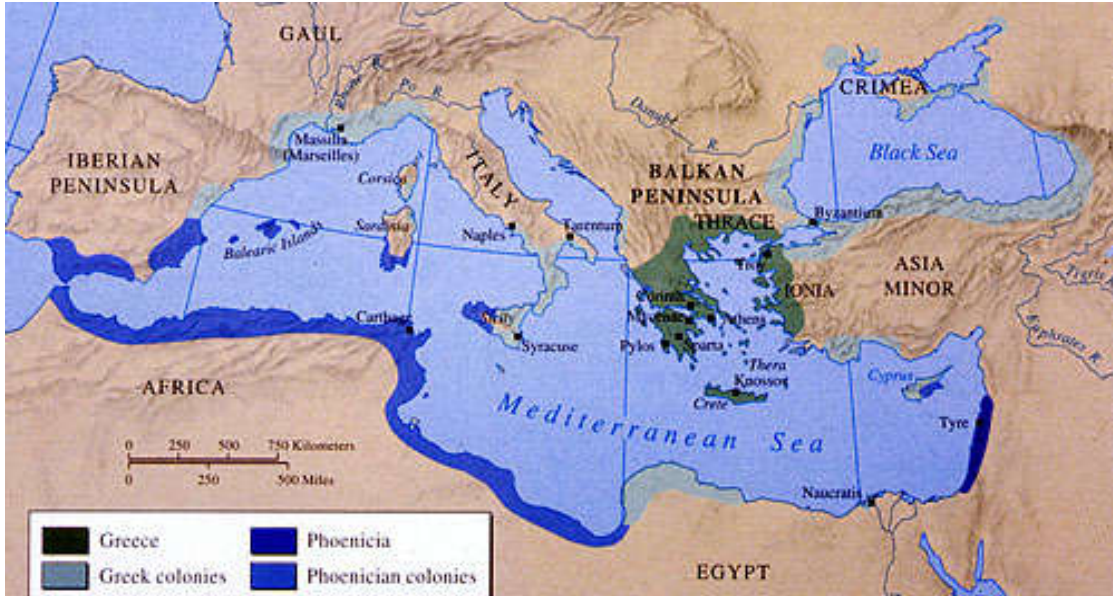 GAUL
CRIMEA
Rhone R.
Po R.
Danube R.
Massilia
(Marseilles)
IBERIAN
PENINSULA
Corsica
ITALY
Black Sea
BALKAN
PENINSULA
THRACE
Byzantium
Sardinia
Balearic Islands
Naples
Tarentum
Troy
ASIA
MINOR
Tigris
IONIA
Euphrates R.
Corinth
Carthage
Sicily
Athens
Syracuse
Pylos
Sparta
Thera
Knossos
Crete
Cyprus
AFRICA
Mediterranean Sea
Tyre
0 250 500 750 Kilometers
0 250 500 Miles
Naucratis
Greece
Phoenicia
Greek colonies
Phoenician colonies
EGYPT